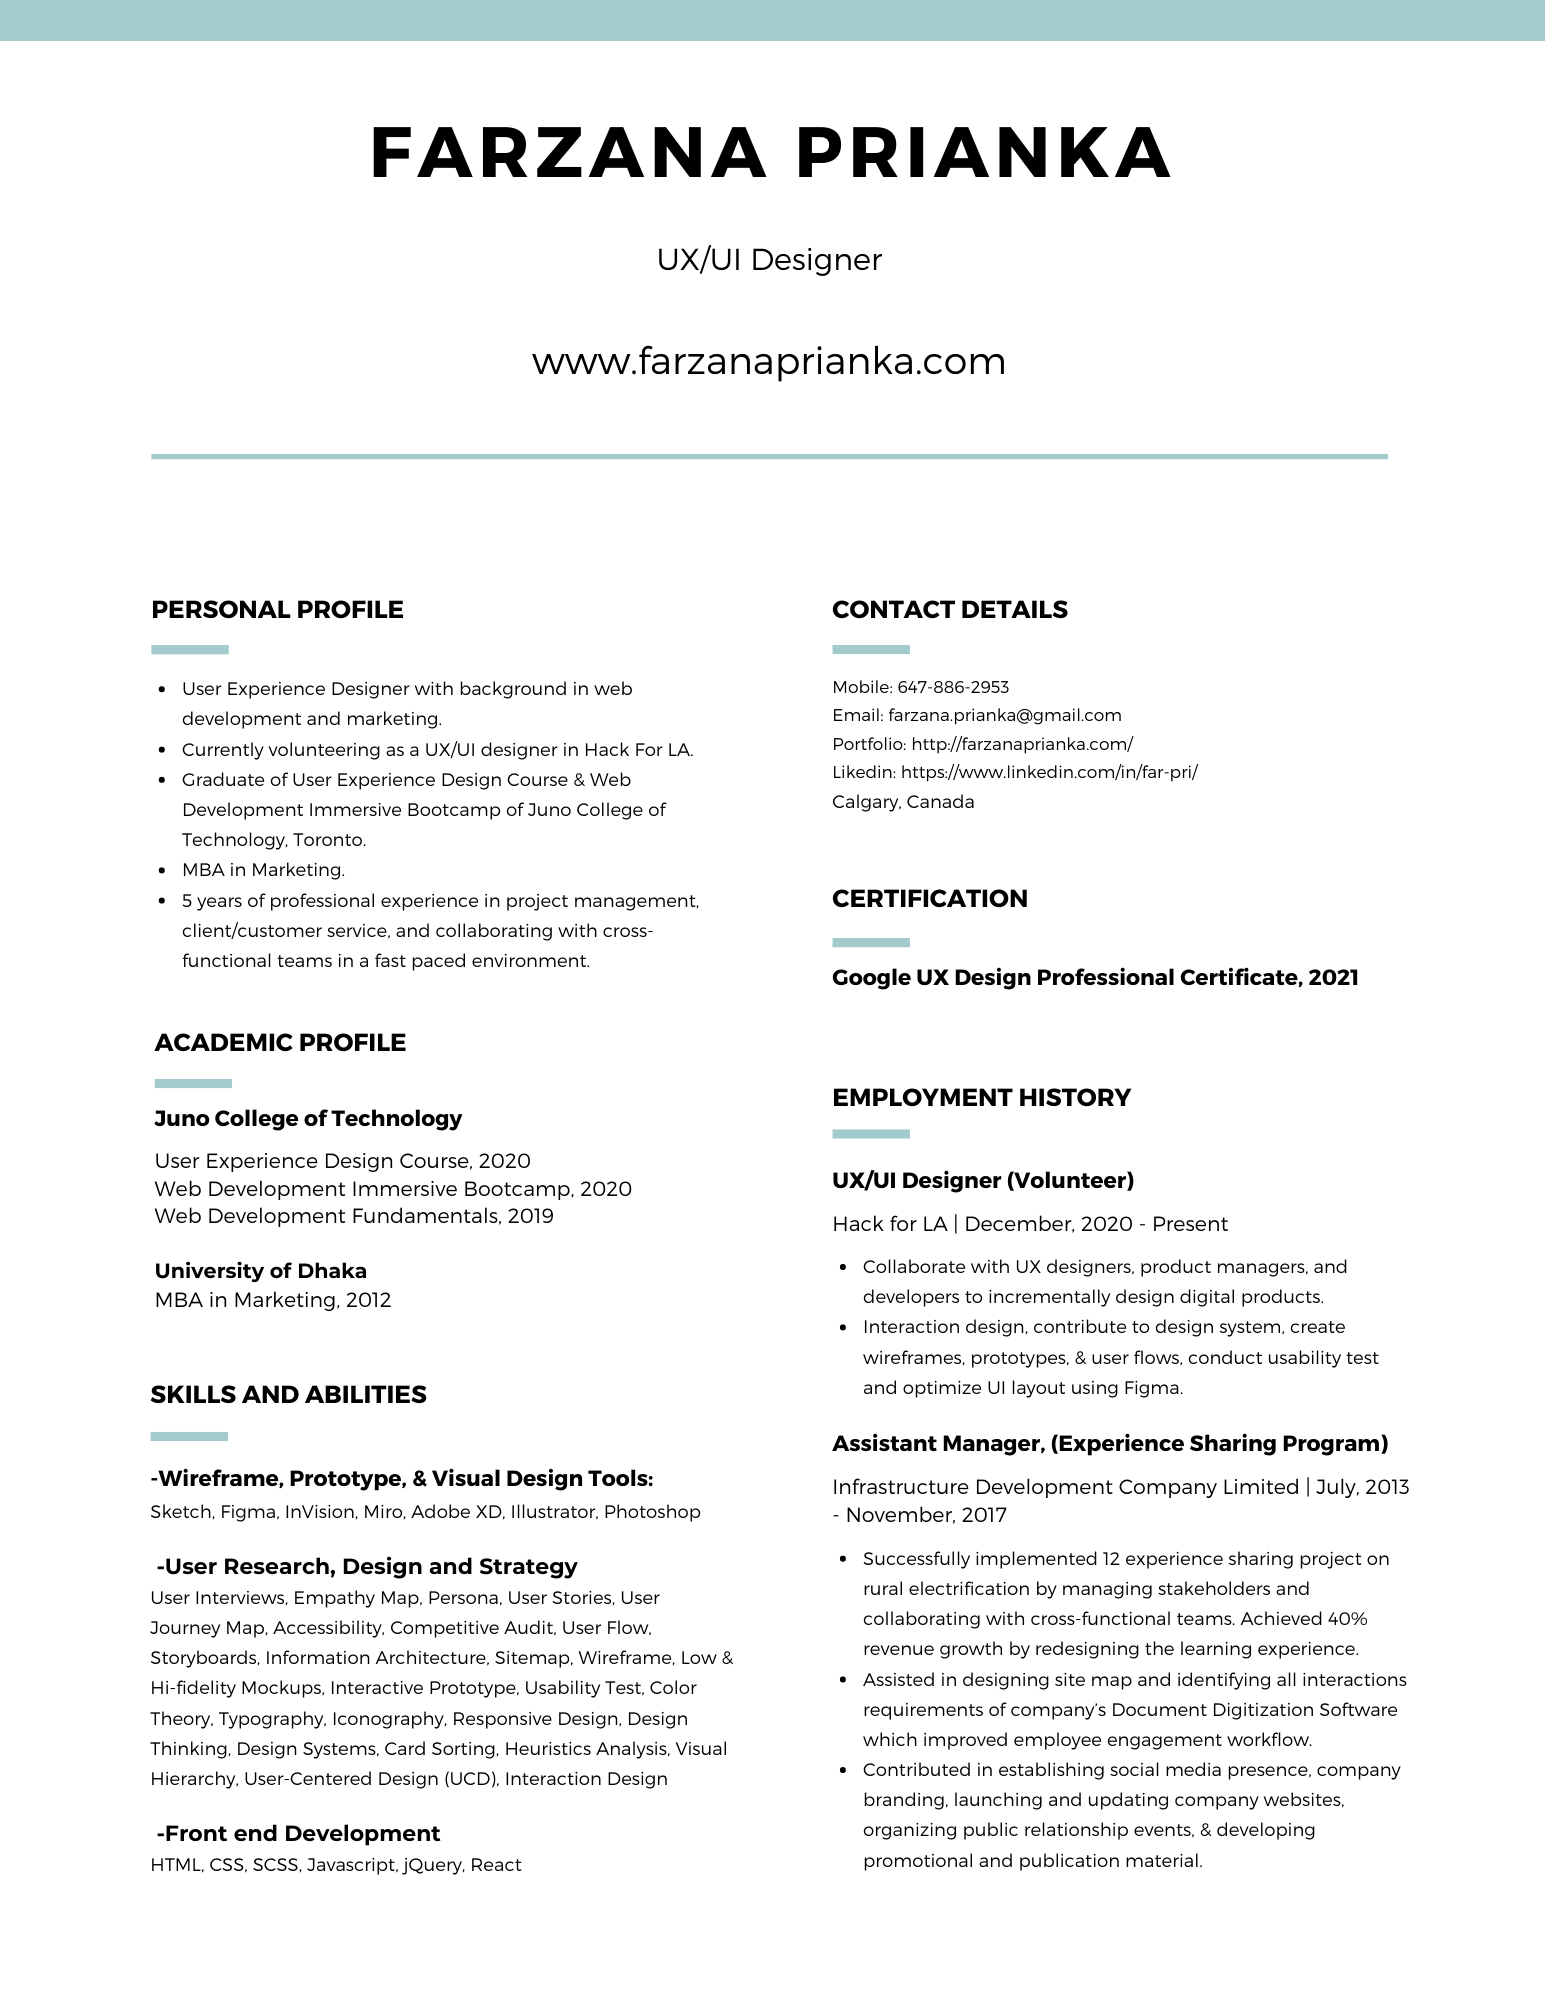 FARZANA PRIANKA
UX/UI Designer
www.farzanaprianka.com
PERSONAL PROFILE
• User Experience Designer with background in web
development and marketing.
• Currently volunteering as a UX/UI designer in Hack For LA.
• Graduate of User Experience Design Course & Web
Development Immersive Bootcamp of Juno College of
Technology, Toronto.
• MBA in Marketing.
• 5 years of professional experience in project management,
client/customer service, and collaborating with cross-
functional teams in a fast paced environment.
ACADEMIC PROFILE
Juno College of Technology
User Experience Design Course, 2020
Web Development Immersive Bootcamp, 2020
Web Development Fundamentals, 2019
University of Dhaka
MBA in Marketing, 2012
SKILLS AND ABILITIES
-Wireframe, Prototype, & Visual Design Tools:
Sketch, Figma, InVision, Miro, Adobe XD, Illustrator, Photoshop
-User Research, Design and Strategy
User Interviews, Empathy Map, Persona, User Stories, User
Journey Map, Accessibility, Competitive Audit, User Flow,
Storyboards, Information Architecture, Sitemap, Wireframe, Low &
Hi-fidelity Mockups, Interactive Prototype, Usability Test, Color
Theory, Typography, Iconography, Responsive Design, Design
Thinking, Design Systems, Card Sorting, Heuristics Analysis, Visual
Hierarchy, User-Centered Design (UCD), Interaction Design
-Front end Development
HTML, CSS, SCSS, Javascript, jQuery, React
CONTACT DETAILS
Mobile: 647-886-2953
Email: farzana.prianka@gmail.com
Portfolio: http://farzanaprianka.com/
Likedin: https://www.linkedin.com/in/far-pri/
Calgary, Canada
CERTIFICATION
Google UX Design Professional Certificate, 2021
EMPLOYMENT HISTORY
UX/UI Designer (Volunteer)
Hack for LA | December, 2020 - Present
• Collaborate with UX designers, product managers, and
developers to incrementally design digital products.
• Interaction design, contribute to design system, create
wireframes, prototypes, & user flows, conduct usability test
and optimize UI layout using Figma.
Assistant Manager, (Experience Sharing Program)
Infrastructure Development Company Limited | July, 2013
- November, 2017
• Successfully implemented 12 experience sharing project on
rural electrification by managing stakeholders and
collaborating with cross-functional teams. Achieved 40%
revenue growth by redesigning the learning experience.
• Assisted in designing site map and identifying all interactions
requirements of company's Document Digitization Software
which improved employee engagement workflow.
• Contributed in establishing social media presence, company
branding, launching and updating company websites,
organizing public relationship events, & developing
promotional and publication material.